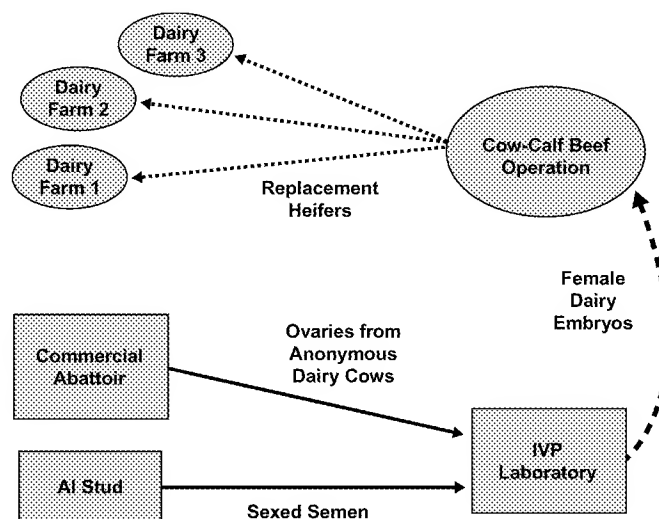 Dairy
Farm 3
Dairy
Farm 2
Dairy
Farm 1
Cow-Calf Beef
Operation
Replacement
Heifers
Female
Dairy
Embryos
Ovaries from
Anonymous
Dairy Cows
Commercial
Abattoir
IVP
Laboratory
AI Stud
Sexed Semen